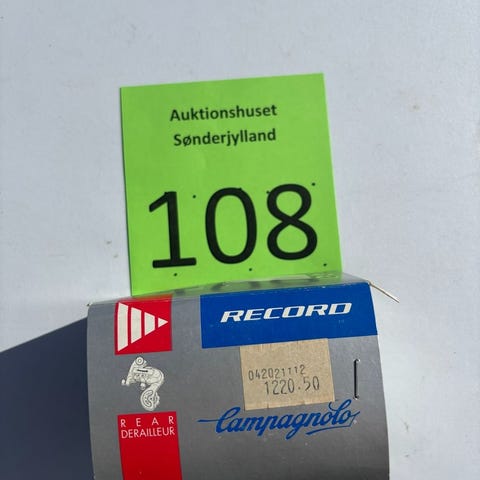 Auktionshuset
Sønderjylland
108
RECORD
042021112
1220.50
REAR
DERAILLEUR
Campagnolo